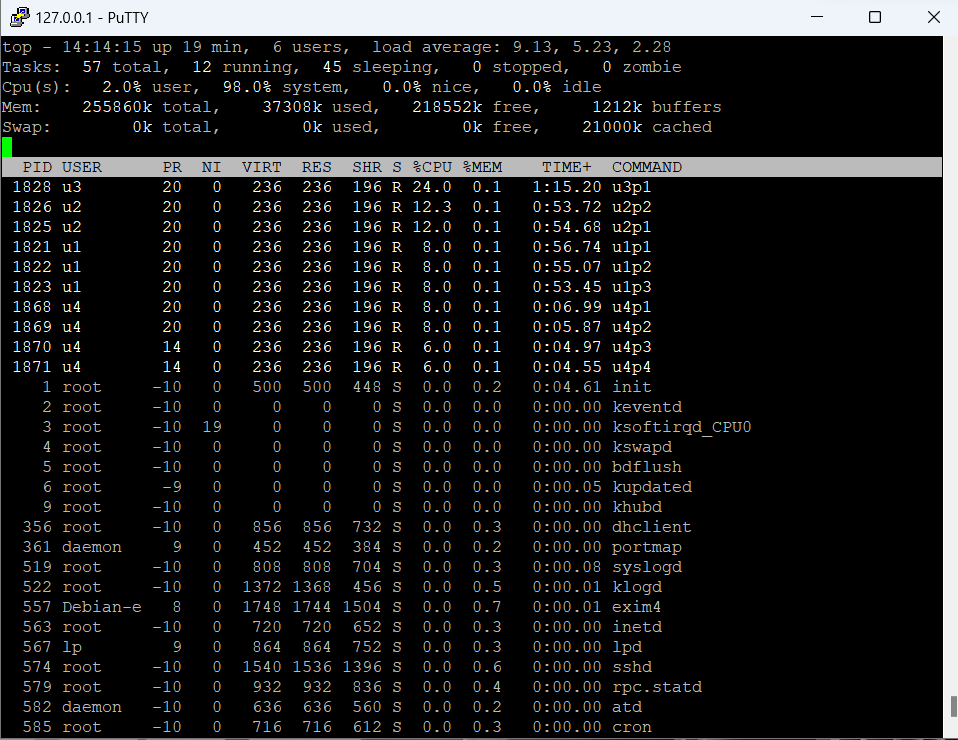 127.0.0.1 - PuTTY
top - 14:14:15 up 19 min,  6 users,  load average: 9.13, 5.23, 2.28
Tasks:  57 total,  12 running,  45 sleeping,   0 stopped,   0 zombie
Cpu(s):   2.0% user,  98.0% system,   0.0% nice,   0.0% idle
Mem:    255860k total,    37308k used,   218552k free,     1212k buffers
Swap:        0k total,        0k used,        0k free,    21000k cached
  PID USER      PR  NI  VIRT  RES  SHR S %CPU %MEM    TIME+  COMMAND
 1828 u3        20   0   236  236  196 R 24.0  0.1   1:15.20 u3p1
 1826 u2        20   0   236  236  196 R 12.3  0.1   0:53.72 u2p2
 1825 u2        20   0   236  236  196 R 12.0  0.1   0:54.68 u2p1
 1821 u1        20   0   236  236  196 R  8.0  0.1   0:56.74 u1p1
 1822 u1        20   0   236  236  196 R  8.0  0.1   0:55.07 u1p2
 1823 u1        20   0   236  236  196 R  8.0  0.1   0:53.45 u1p3
 1868 u4        20   0   236  236  196 R  8.0  0.1   0:06.99 u4p1
 1869 u4        20   0   236  236  196 R  8.0  0.1   0:05.87 u4p2
 1870 u4        14   0   236  236  196 R  6.0  0.1   0:04.97 u4p3
 1871 u4        14   0   236  236  196 R  6.0  0.1   0:04.55 u4p4
    1 root     -10   0   500  500  448 S  0.0  0.2   0:04.61 init
    2 root     -10   0     0    0    0 S  0.0  0.0   0:00.00 keventd
    3 root     -10  19     0    0    0 S  0.0  0.0   0:00.00 ksoftirqd_CPU0
    4 root     -10   0     0    0    0 S  0.0  0.0   0:00.00 kswapd
    5 root     -10   0     0    0    0 S  0.0  0.0   0:00.00 bdflush
    6 root      -9   0     0    0    0 S  0.0  0.0   0:00.05 kupdated
    9 root     -10   0     0    0    0 S  0.0  0.0   0:00.00 khubd
  356 root     -10   0   856  856  732 S  0.0  0.3   0:00.00 dhclient
  361 daemon     9   0   452  452  384 S  0.0  0.2   0:00.00 portmap
  519 root     -10   0   808  808  704 S  0.0  0.3   0:00.08 syslogd
  522 root     -10   0  1372 1368  456 S  0.0  0.5   0:00.01 klogd
  557 Debian-e   8   0  1748 1744 1504 S  0.0  0.7   0:00.01 exim4
  563 root     -10   0   720  720  652 S  0.0  0.3   0:00.00 inetd
  567 lp         9   0   864  864  752 S  0.0  0.3   0:00.00 lpd
  574 root     -10   0  1540 1536 1396 S  0.0  0.6   0:00.00 sshd
  579 root     -10   0   932  932  836 S  0.0  0.4   0:00.00 rpc.statd
  582 daemon   -10   0   636  636  560 S  0.0  0.2   0:00.00 atd
  585 root     -10   0   716  716  612 S  0.0  0.3   0:00.00 cron